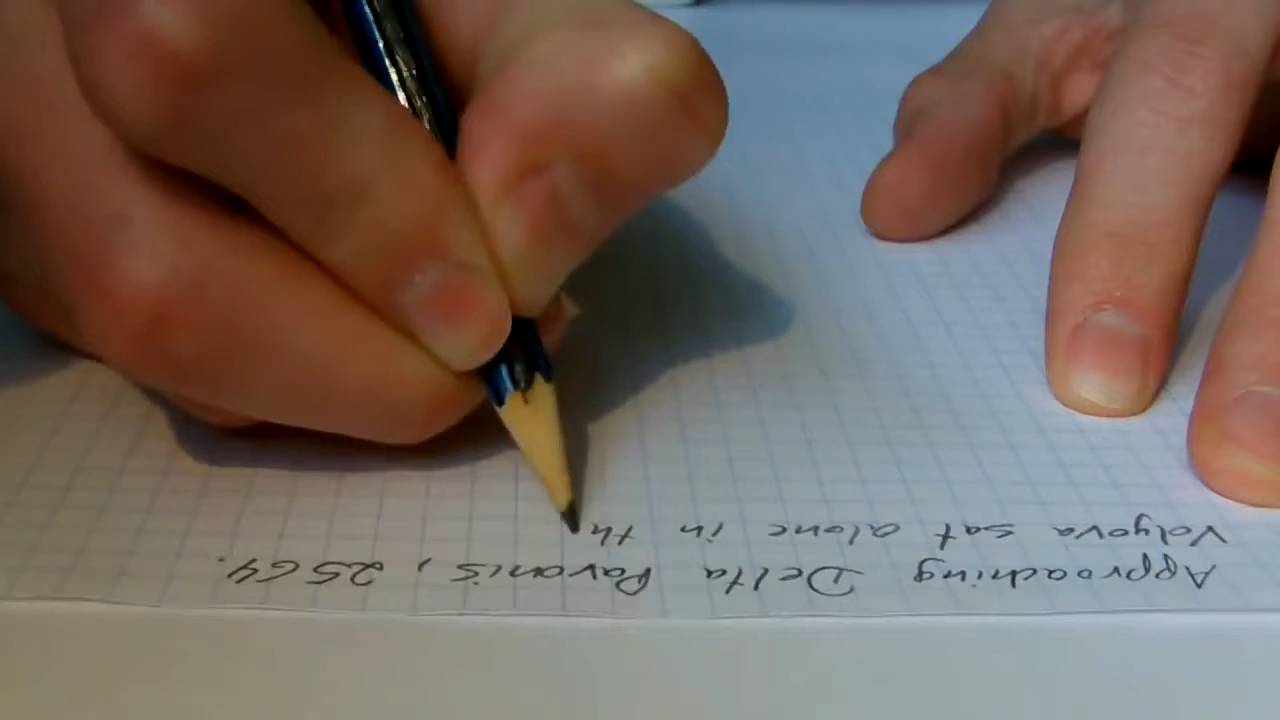 Approaching Delta Pavonis, 2564.
Volyova sat alone in th